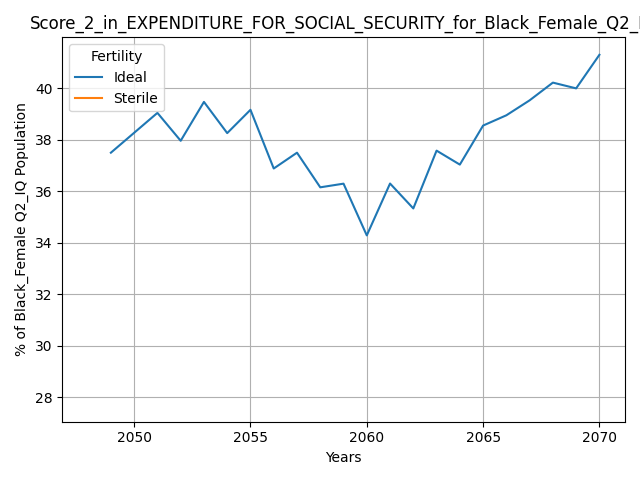 Score_2_in_EXPENDITURE_FOR_SOCIAL_SECURITY_for_Black_Female_Q2_
Fertility
Ideal
Sterile
% of Black_Female Q2_IQ Population
40
38
36
34
32
30
28
2050
2055
2060
2065
2070
Years